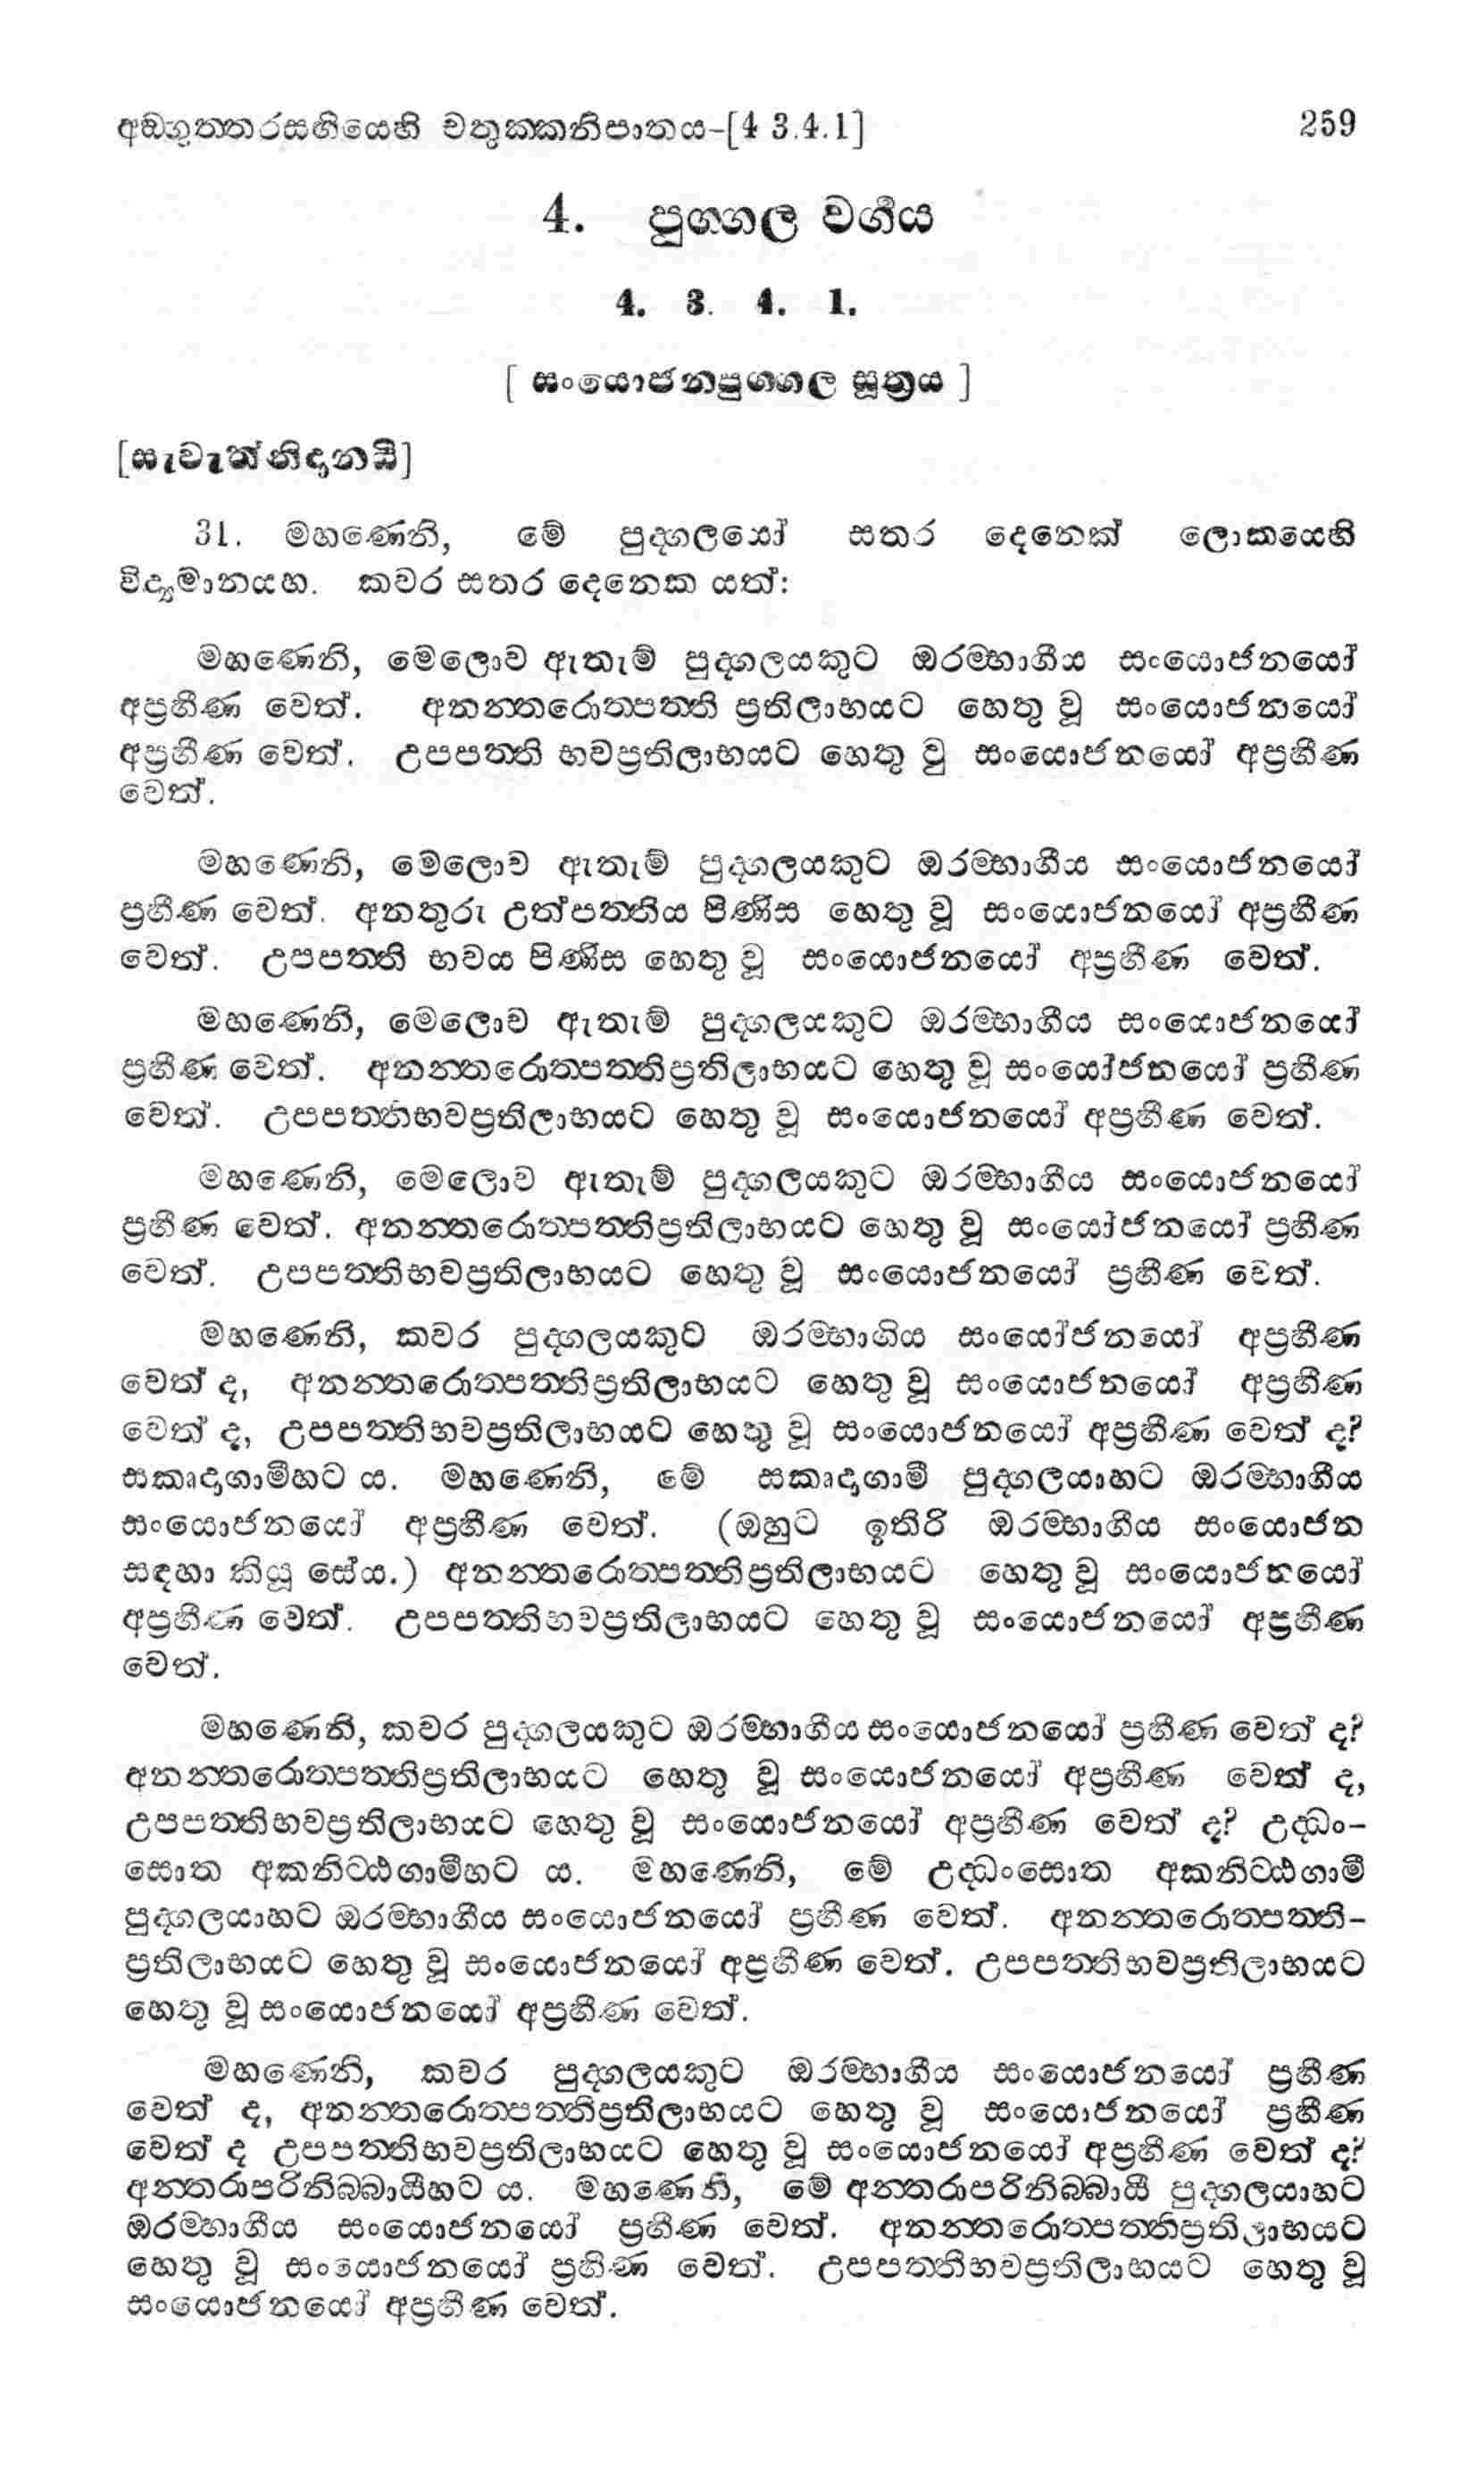 අඞ්ගුත්තරසඟියෙහි චතුක්කනිපාතය-[4 3.4.1] 259
4. පුග්ගල වර්ගය
4. 3. 4. 1.
[ සංයොජනපුග්ගල සූත්‍රය ]
[සැවැත්නිදානයි]
31. මහණෙනි, මේ පුද්ගලයෝ සතර දෙනෙක් ලොකයෙහි
විද්‍යමානයහ. කවර සතර දෙනෙක යත්:
මහණෙනි, මෙලොව ඇතැම් පුද්ගලයකුට ඔරම්භාගීය සංයොජනයෝ
අප්‍රහීණ වෙත්. අනන්තරොත්පත්ති ප්‍රතිලාභයට හෙතු වූ සංයොජනයෝ
අප්‍රහීණ වෙත්. උපපත්ති භවප්‍රතිලාභයට හෙතු වූ සංයොජනයෝ අප්‍රහීණ
වෙත්.
මහණෙනි, මෙලොව ඇතැම් පුද්ගලයකුට ඔරම්භාගීය සංයොජනයෝ
ප්‍රහීණ වෙත්. අනතුරු උත්පත්තිය පිණිස හෙතු වූ සංයොජනයෝ අප්‍රහීණ
වෙත්. උපපත්ති භවය පිණිස හෙතු වූ සංයොජනයෝ අප්‍රහීණ වෙත්.
මහණෙනි, මෙලොව ඇතැම් පුද්ගලයකුට ඔරම්භාගීය සංයොජනයෝ
ප්‍රහීණ වෙත්. අනන්තරොත්පත්තිප්‍රතිලාභයට හෙතු වූ සංයෝජනයෝ ප්‍රහීණ
වෙත්. උපපත්තිභවප්‍රතිලාභයට හෙතු වූ සංයොජනයෝ අප්‍රහීණ වෙත්.
මහණෙනි, මෙලොව ඇතැම් පුද්ගලයකුට ඔරම්භාගීය සංයොජනයෝ
ප්‍රහීණ වෙත්. අනන්තරොත්පත්තිප්‍රතිලාභයට හෙතු වූ සංයෝජනයෝ ප්‍රහීණ
වෙත්. උපපත්තිභවප්‍රතිලාභයට හෙතු වූ සංයොජනයෝ ප්‍රහීණ වෙත්.
මහණෙනි, කවර පුද්ගලයකුට ඔරම්භාගිය සංයෝජනයෝ අප්‍රහීණ
වෙත් ද, අනන්තරොත්පත්තිප්‍රතිලාභයට හෙතු වූ සංයොජනයෝ අප්‍රහීණ
වෙත් ද, උපපත්තිභවප්‍රතිලාභයට හෙතු වූ සංයොජනයෝ අප්‍රහීණ වෙත් ද?
සකෘදාගාමීහට ය. මහණෙනි, මේ සකෘදාගාමී පුද්ගලයාහට ඔරම්භාගීය
සංයොජනයෝ අප්‍රහීණ වෙත්. (ඔහුට ඉතිරි ඔරම්භාගීය සංයොජන
සඳහා කියූ සේය.) අනන්තරොත්පත්තිප්‍රතිලාභයට හෙතු වූ සංයොජනයෝ
අප්‍රහීණ වෙත්. උපපත්තිභවප්‍රතිලාභයට හෙතු වූ සංයොජනයෝ අප්‍රහීණ
වෙත්.
මහණෙනි, කවර පුද්ගලයකුට ඔරම්භාගීය සංයොජනයෝ ප්‍රහීණ වෙත් ද?
අනන්තරොත්පත්තිප්‍රතිලාභයට හෙතු වූ සංයොජනයෝ අප්‍රහීණ වෙත් ද,
උපපත්තිභවප්‍රතිලාභයට හෙතු වූ සංයොජනයෝ අප්‍රහීණ වෙත් ද? උද්ධං-
සොත අකනිට්ඨගාමීහට ය. මහණෙනි, මේ උද්ධංසොත අකනිට්ඨගාමී
පුද්ගලයාහට ඔරම්භාගීය සංයොජනයෝ ප්‍රහීණ වෙත්. අනන්තරොත්පත්ති-
ප්‍රතිලාභයට හෙතු වූ සංයොජනයෝ අප්‍රහීණ වෙත්. උපපත්තිභවප්‍රතිලාභයට
හෙතු වූ සංයොජනයෝ අප්‍රහීණ වෙත්.
මහණෙනි, කවර පුද්ගලයකුට ඔරම්භාගීය සංයොජනයෝ ප්‍රහීණ
වෙත් ද, අනන්තරොත්පත්තිප්‍රතිලාභයට හෙතු වූ සංයොජනයෝ ප්‍රහීණ
වෙත් ද උපපත්තිභවප්‍රතිලාභයට හෙතු වූ සංයොජනයෝ අප්‍රහීණ වෙත් ද?
අන්තරාපරිනිබ්බායීහට ය. මහණෙනි, මේ අන්තරාපරිනිබ්බායී පුද්ගලයාහට
ඔරම්භාගීය සංයොජනයෝ ප්‍රහීණ වෙත්. අනන්තරොත්පත්තිප්‍රතිලාභයට
හෙතු වූ සංයොජනයෝ ප්‍රහීණ වෙත්. උපපත්තිභවප්‍රතිලාභයට හෙතු වූ
සංයොජනයෝ අප්‍රහීණ වෙත්.